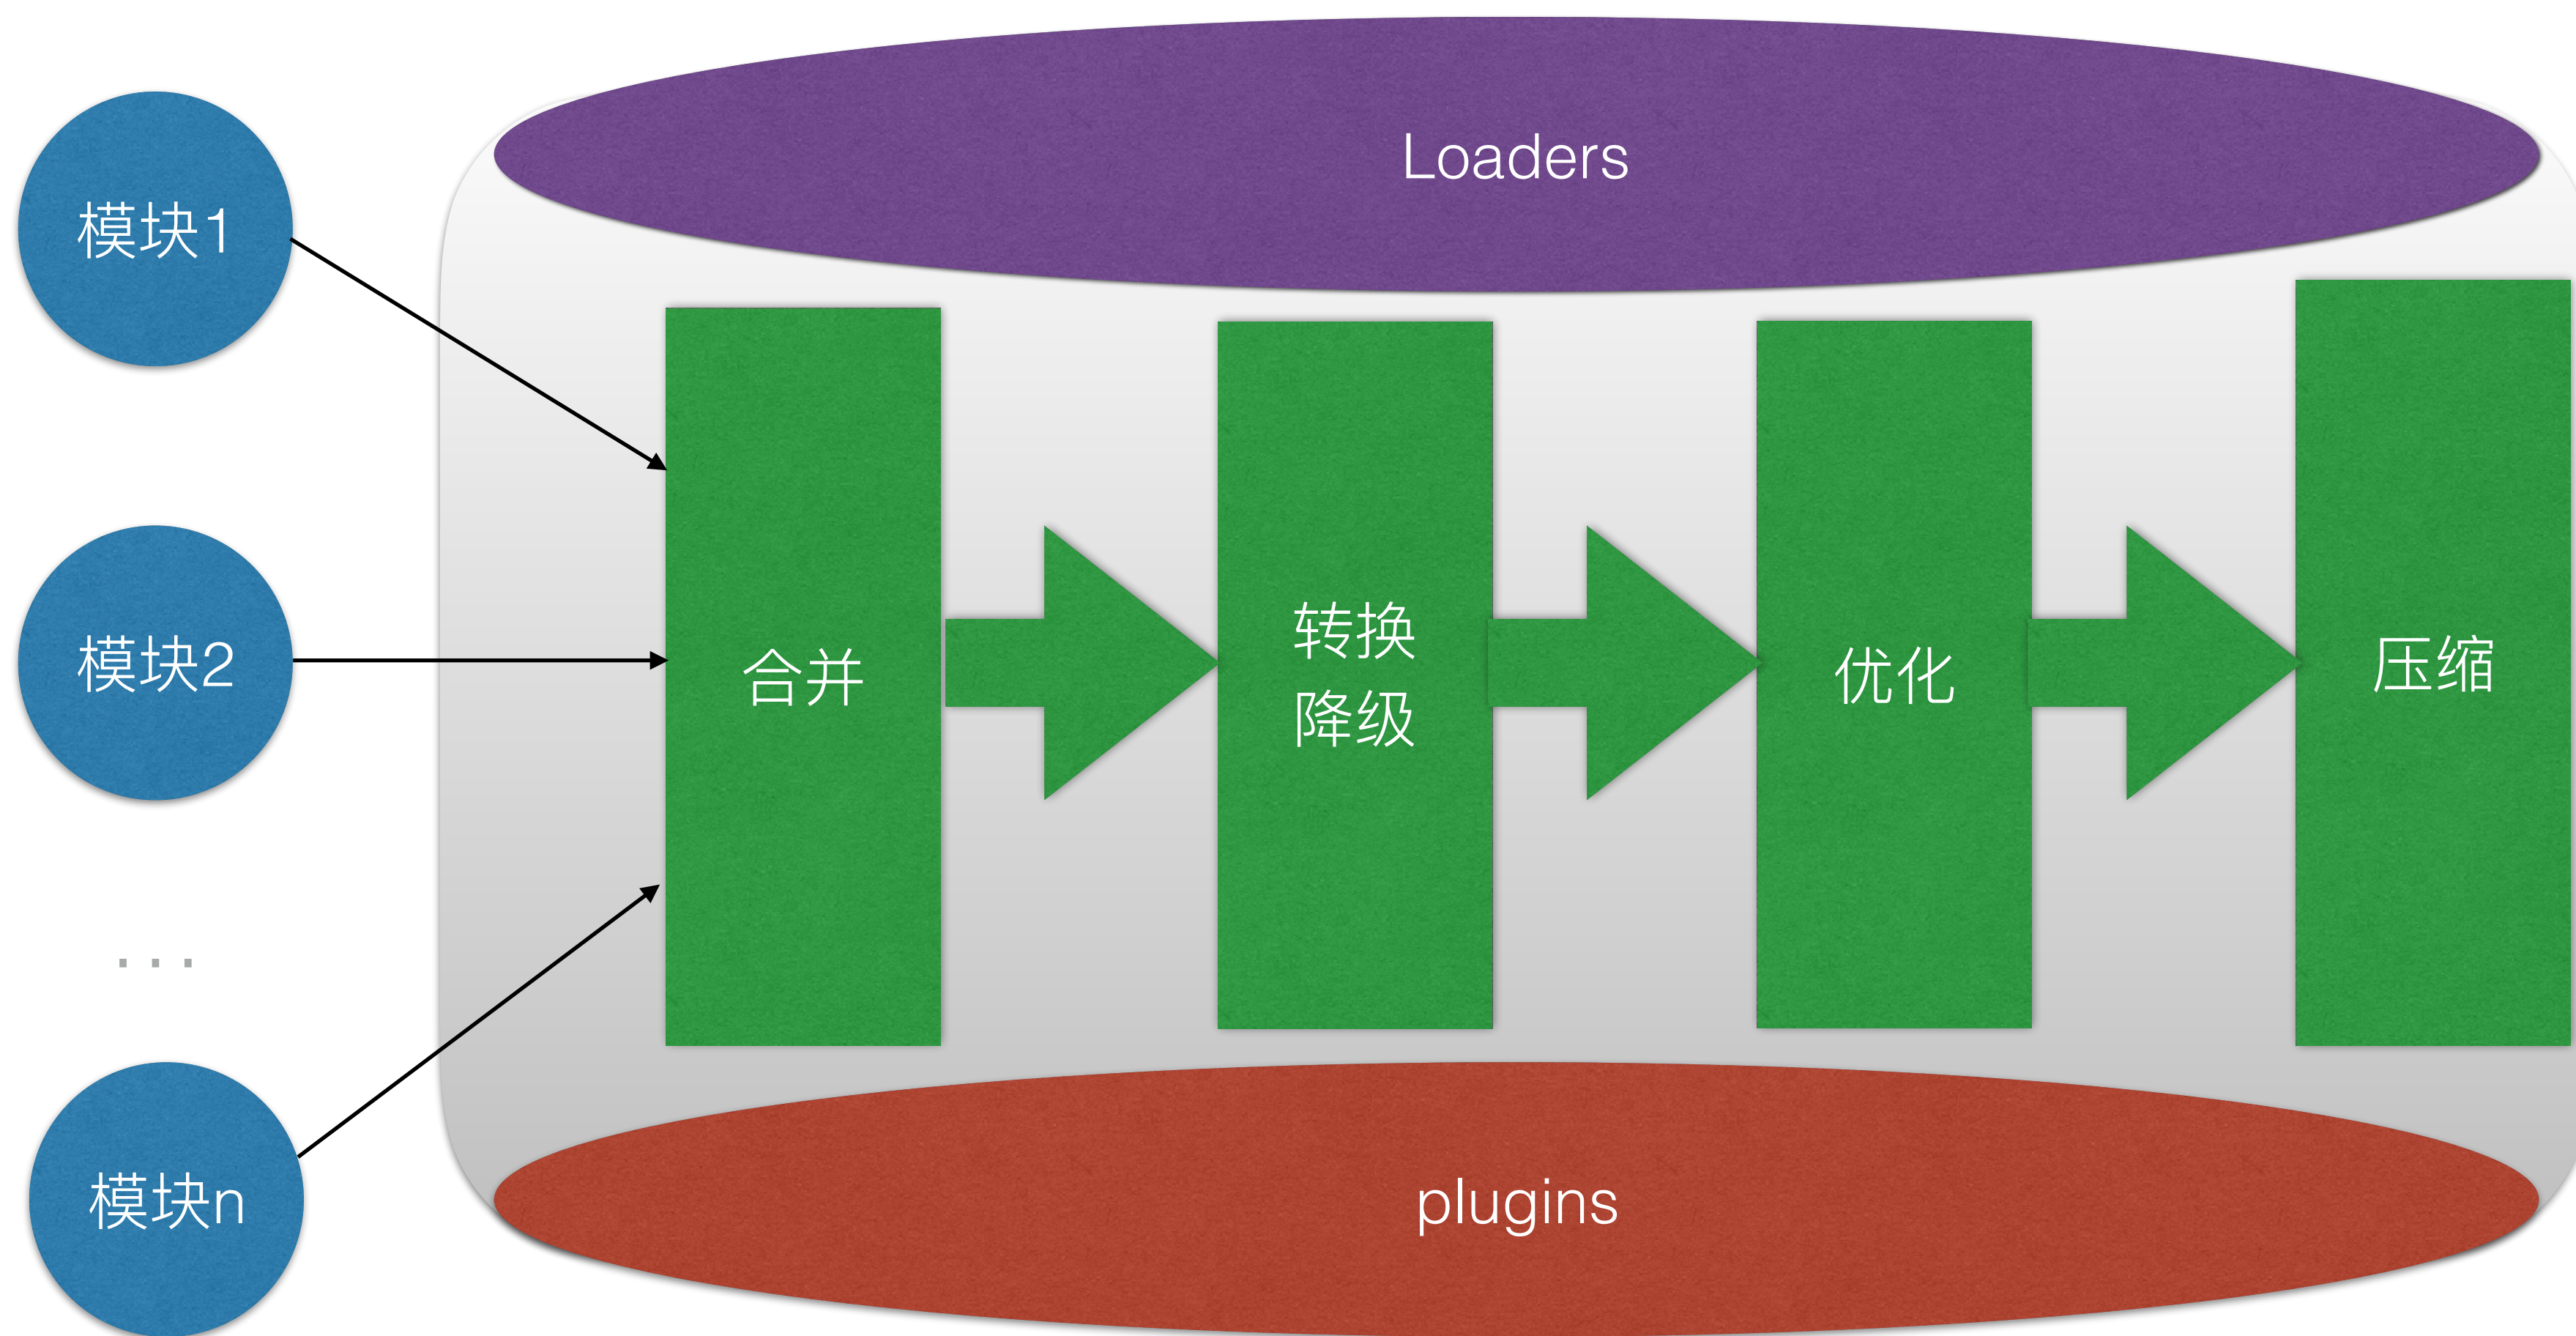 Loaders
模块1
模块2
...
模块n
合并
转换
降级
优化
压缩
plugins